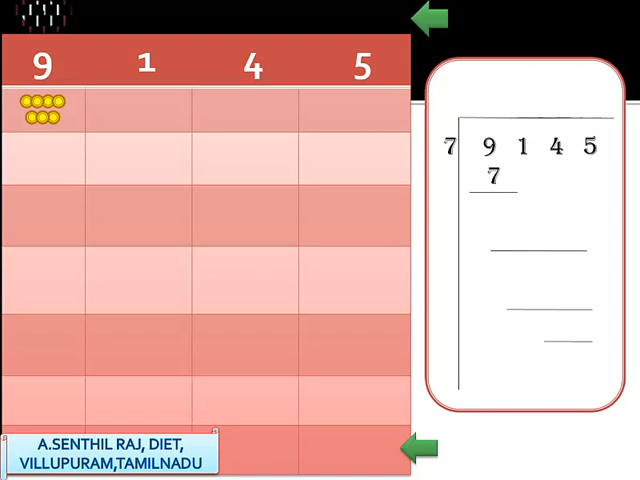 9 1 4 5
7 9 1 4 5
7
A.SENTHIL RAJ, DIET,
VILLUPURAM,TAMILNADU